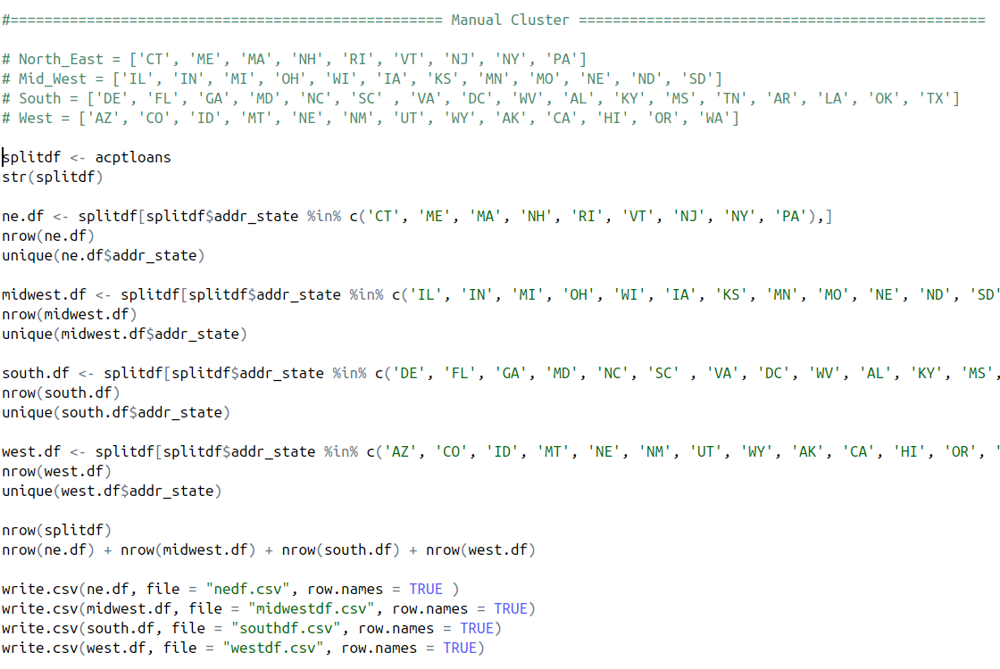 #=================================================== Manual Cluster ================================================
# North_East = ['CT', 'ME', 'MA', 'NH', 'RI', 'VT', 'NJ', 'NY', 'PA']
# Mid_West = ['IL', 'IN', 'MI', 'OH', 'WI', 'IA', 'KS', 'MN', 'MO', 'NE', 'ND', 'SD']
# South = ['DE', 'FL', 'GA', 'MD', 'NC', 'SC' , 'VA', 'DC', 'WV', 'AL', 'KY', 'MS', 'TN', 'AR', 'LA', 'OK', 'TX']
# West = ['AZ', 'CO', 'ID', 'MT', 'NE', 'NM', 'UT', 'WY', 'AK', 'CA', 'HI', 'OR', 'WA']
splitdf <- acptloans
str(splitdf)
ne.df <- splitdf[splitdf$addr_state %in% c('CT', 'ME', 'MA', 'NH', 'RI', 'VT', 'NJ', 'NY', 'PA'),]
nrow(ne.df)
unique(ne.df$addr_state)
midwest.df <- splitdf[splitdf$addr_state %in% c('IL', 'IN', 'MI', 'OH', 'WI', 'IA', 'KS', 'MN', 'MO', 'NE', 'ND', 'SD'
nrow(midwest.df)
unique(midwest.df$addr_state)
south.df <- splitdf[splitdf$addr_state %in% c('DE', 'FL', 'GA', 'MD', 'NC', 'SC' , 'VA', 'DC', 'WV', 'AL', 'KY', 'MS',
nrow(south.df)
unique(south.df$addr_state)
west.df <- splitdf[splitdf$addr_state %in% c('AZ', 'CO', 'ID', 'MT', 'NE', 'NM', 'UT', 'WY', 'AK', 'CA', 'HI', 'OR', '
nrow(west.df)
unique(west.df$addr_state)
nrow(splitdf)
nrow(ne.df) + nrow(midwest.df) + nrow(south.df) + nrow(west.df)
write.csv(ne.df, file = "nedf.csv", row.names = TRUE )
write.csv(midwest.df, file = "midwestdf.csv", row.names = TRUE)
write.csv(south.df, file = "southdf.csv", row.names = TRUE)
write.csv(west.df, file = "westdf.csv", row.names = TRUE)